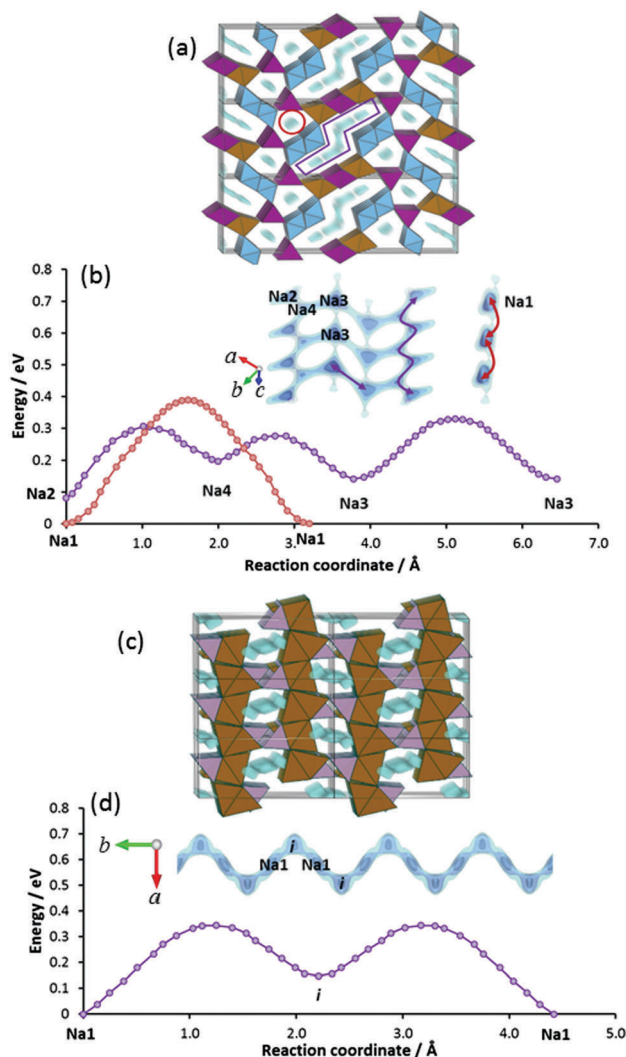 (a)
0.8
(b)
0.7
Na2
Na3
Na1
Na4
0.6
Na3
0.5
a
b
c
0.4
0.3
0.2
0.1
0
Energy / eV
Na2
Na4
Na3
Na3
Na1
Na1
1.0
2.0
3.0
4.0
5.0
6.0
7.0
Reaction coordinate / Å
(c)
0.8
(d)
0.7
b
a
i
Na1
Na1
i
0.6
0.5
0.4
0.3
0.2
0.1
0
Energy / eV
i
Na1
Na1
1.0
2.0
3.0
4.0
5.0
Reaction coordinate / Å